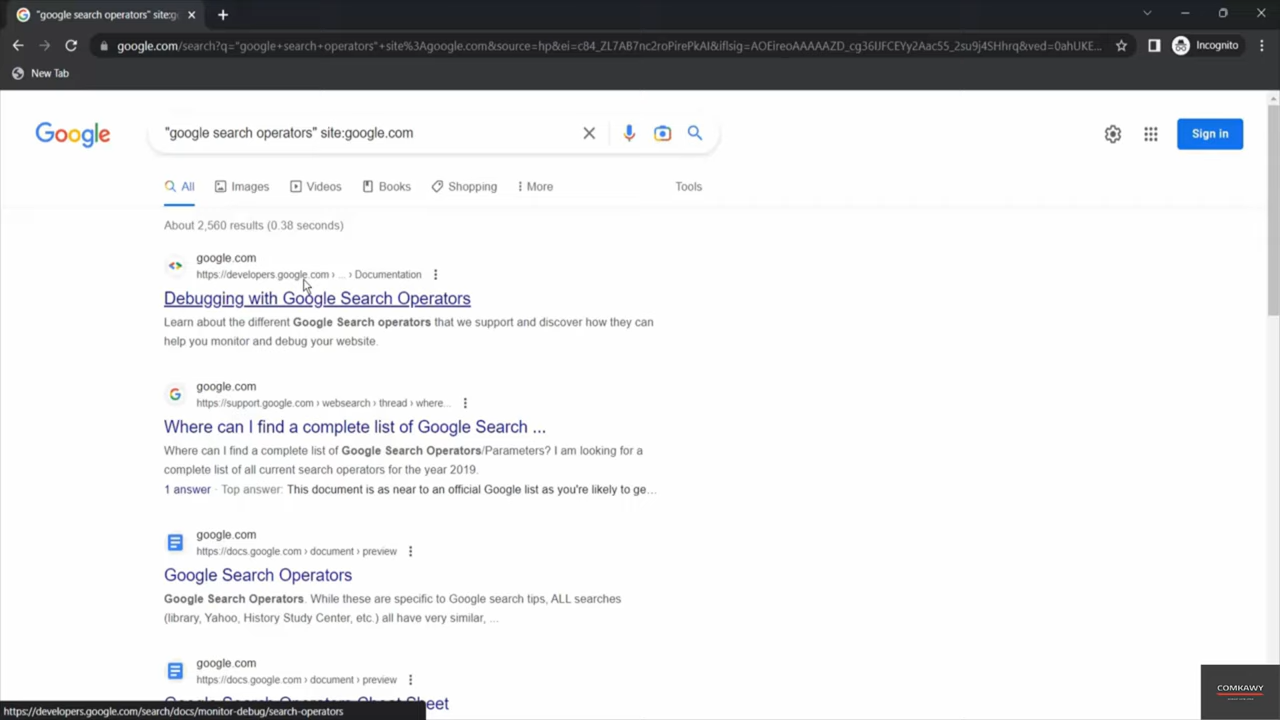 "google search operators" site:g
google.com/search?q="google+search+operators"+site%3Agoogle.com&source=hp&ei=c84_ZL7AB7nc2roPirePkAI&iflsig=AOEireoAAAAAZD_cg36IJFCEYy2Aac55_2su9j4SHhrq&ved=0ahUKE...
Incognito
New Tab
Google
"google search operators" site:google.com
Sign in
All
Images
Videos
Books
Shopping
More
Tools
About 2,560 results (0.38 seconds)
google.com
https://developers.google.com › ... › Documentation
Debugging with Google Search Operators
Learn about the different Google Search operators that we support and discover how they can
help you monitor and debug your website.
google.com
https://support.google.com › websearch › thread › where...
Where can I find a complete list of Google Search ...
Where can I find a complete list of Google Search Operators/Parameters? I am looking for a
complete list of all current search operators for the year 2019.
1 answer · Top answer: This document is as near to an official Google list as you're likely to ge...
google.com
https://docs.google.com › document › preview
Google Search Operators
Google Search Operators. While these are specific to Google search tips, ALL searches
(library, Yahoo, History Study Center, etc.) all have very similar, ...
google.com
https://docs.google.com › document › preview
Google Search Operators Cheat Sheet
https://developers.google.com/search/docs/monitor-debug/search-operators
COMKAWY